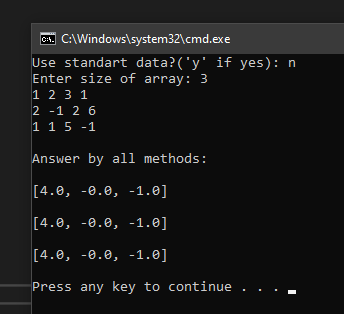 C:\Windows\system32\cmd.exe
Use standart data?('y' if yes): n
Enter size of array: 3
1 2 3 1
2 -1 2 6
1 1 5 -1
Answer by all methods:
[4.0, -0.0, -1.0]
[4.0, -0.0, -1.0]
[4.0, -0.0, -1.0]
Press any key to continue . . .